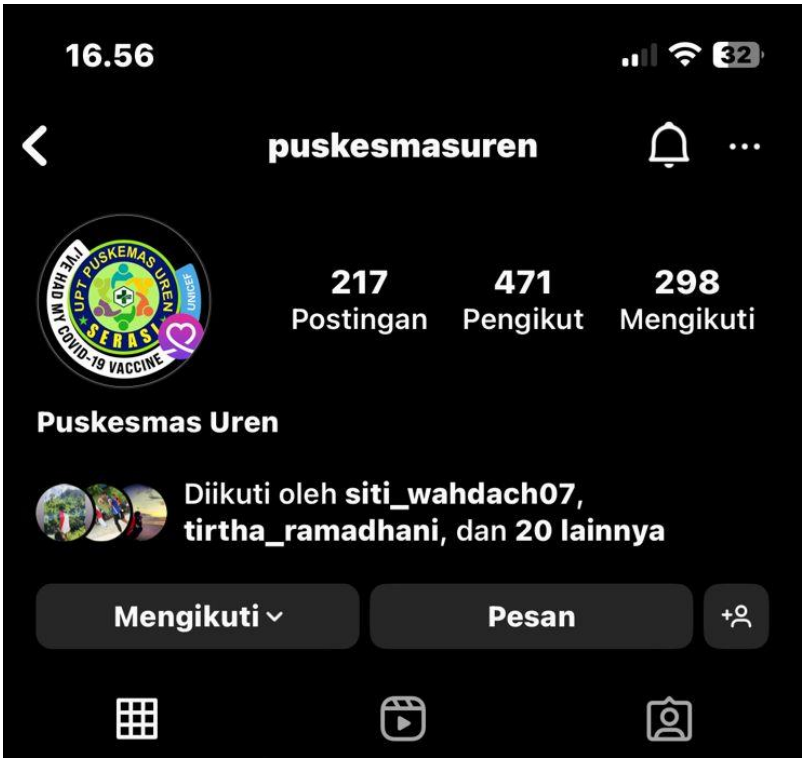 16.56
32
puskesmasuren
UPT PUSKEMAS UREN
SERASI
I'VE HAD MY COVID-19 VACCINE
UNICEF
217
Postingan
471
Pengikut
298
Mengikuti
Puskesmas Uren
Diikuti oleh siti_wahdach07,
tirtha_ramadhani, dan 20 lainnya
Mengikuti
Pesan